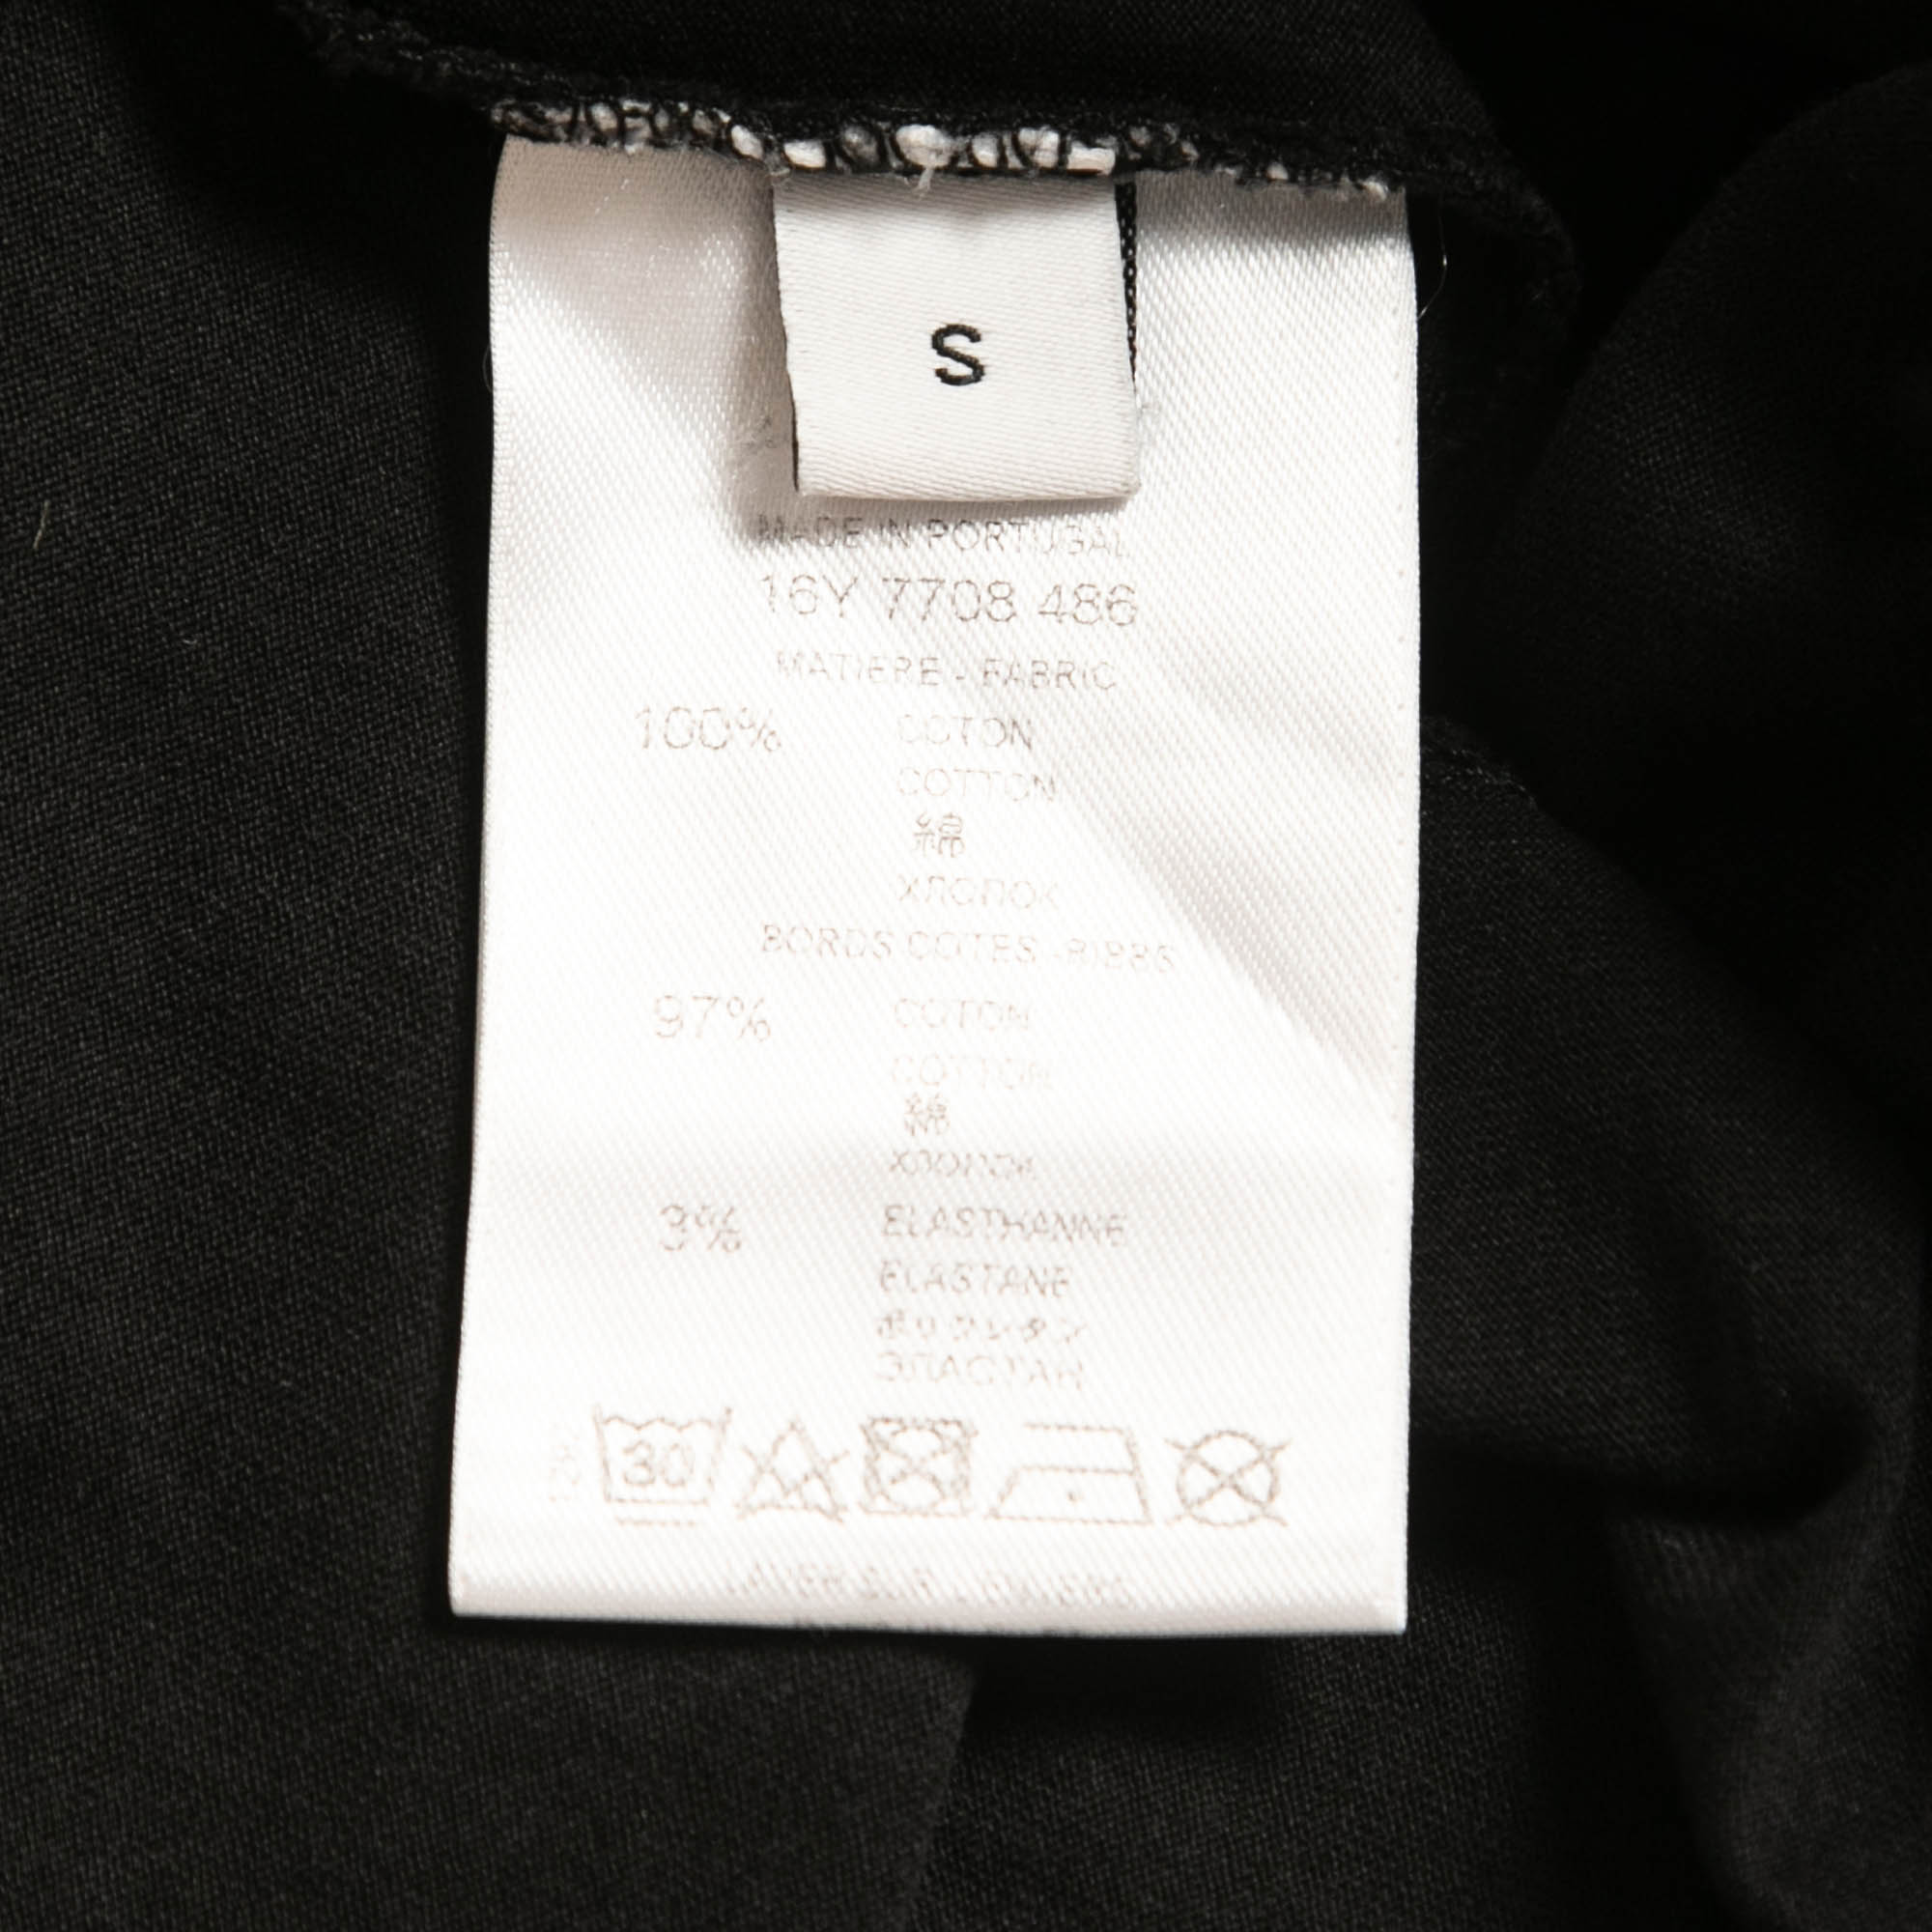 S
MADE IN PORTUGAL
16Y 7708 486
MATIERE - FABRIC
100% COTON
COTTON
綿
ХЛОПОК
BORDS COTES - RIBBS
97% COTON
COTTON
綿
ХЛОПОК
3% ELASTHANNE
ELASTANE
ポリウレタン
ЭЛАСТАН
30